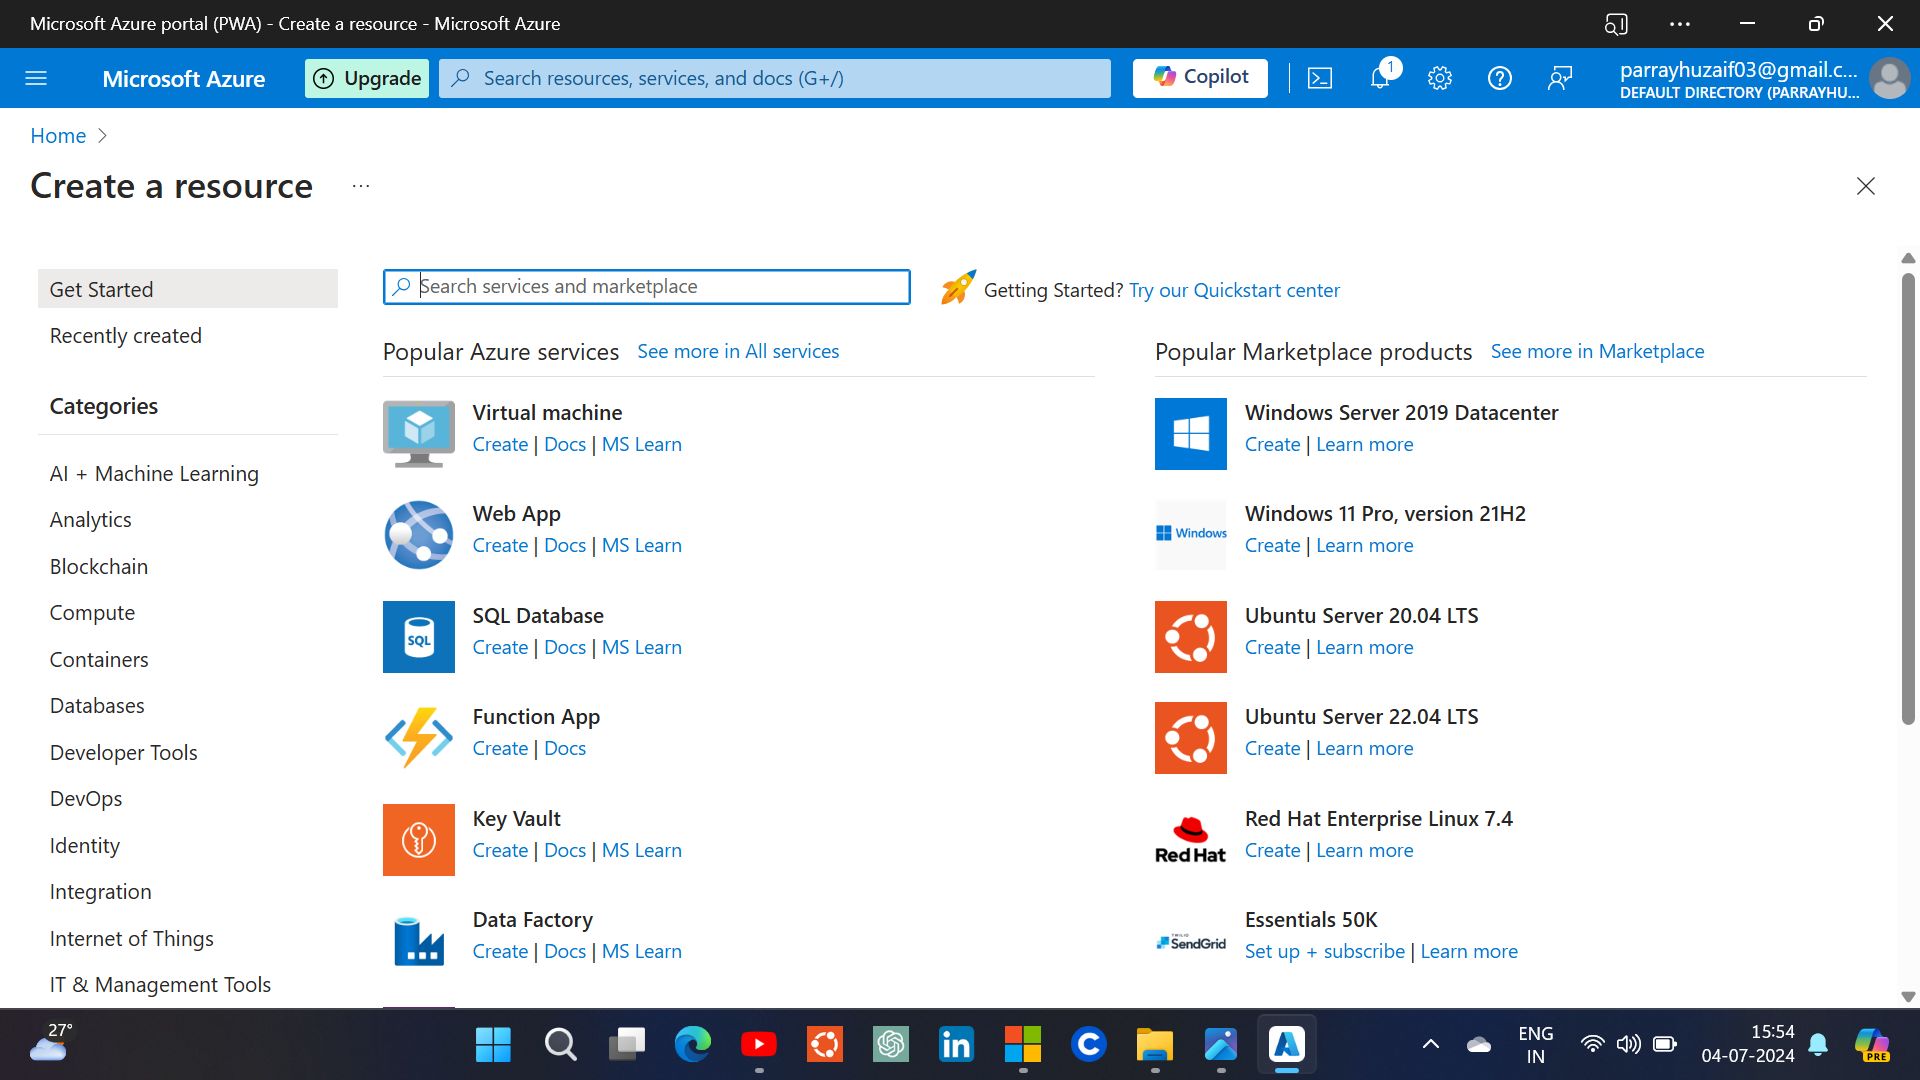 Microsoft Azure portal (PWA) - Create a resource - Microsoft Azure
Microsoft Azure
Upgrade
Search resources, services, and docs (G+/)
Copilot
1
parrayhuzaif03@gmail.c...
DEFAULT DIRECTORY (PARRAYHU...
Home
Create a resource
...
Get Started
Recently created
Categories
AI + Machine Learning
Analytics
Blockchain
Compute
Containers
Databases
Developer Tools
DevOps
Identity
Integration
Internet of Things
IT & Management Tools
Search services and marketplace
Getting Started? Try our Quickstart center
Popular Azure services See more in All services
Virtual machine
Create | Docs | MS Learn
Web App
Create | Docs | MS Learn
SQL
SQL Database
Create | Docs | MS Learn
Function App
Create | Docs
Key Vault
Create | Docs | MS Learn
Data Factory
Create | Docs | MS Learn
Popular Marketplace products See more in Marketplace
Windows Server 2019 Datacenter
Create | Learn more
Windows
Windows 11 Pro, version 21H2
Create | Learn more
Ubuntu Server 20.04 LTS
Create | Learn more
Ubuntu Server 22.04 LTS
Create | Learn more
Red Hat
Red Hat Enterprise Linux 7.4
Create | Learn more
TWILIO
SendGrid
Essentials 50K
Set up + subscribe | Learn more
27°
in
C
A
ENG
IN
15:54
04-07-2024
PRE